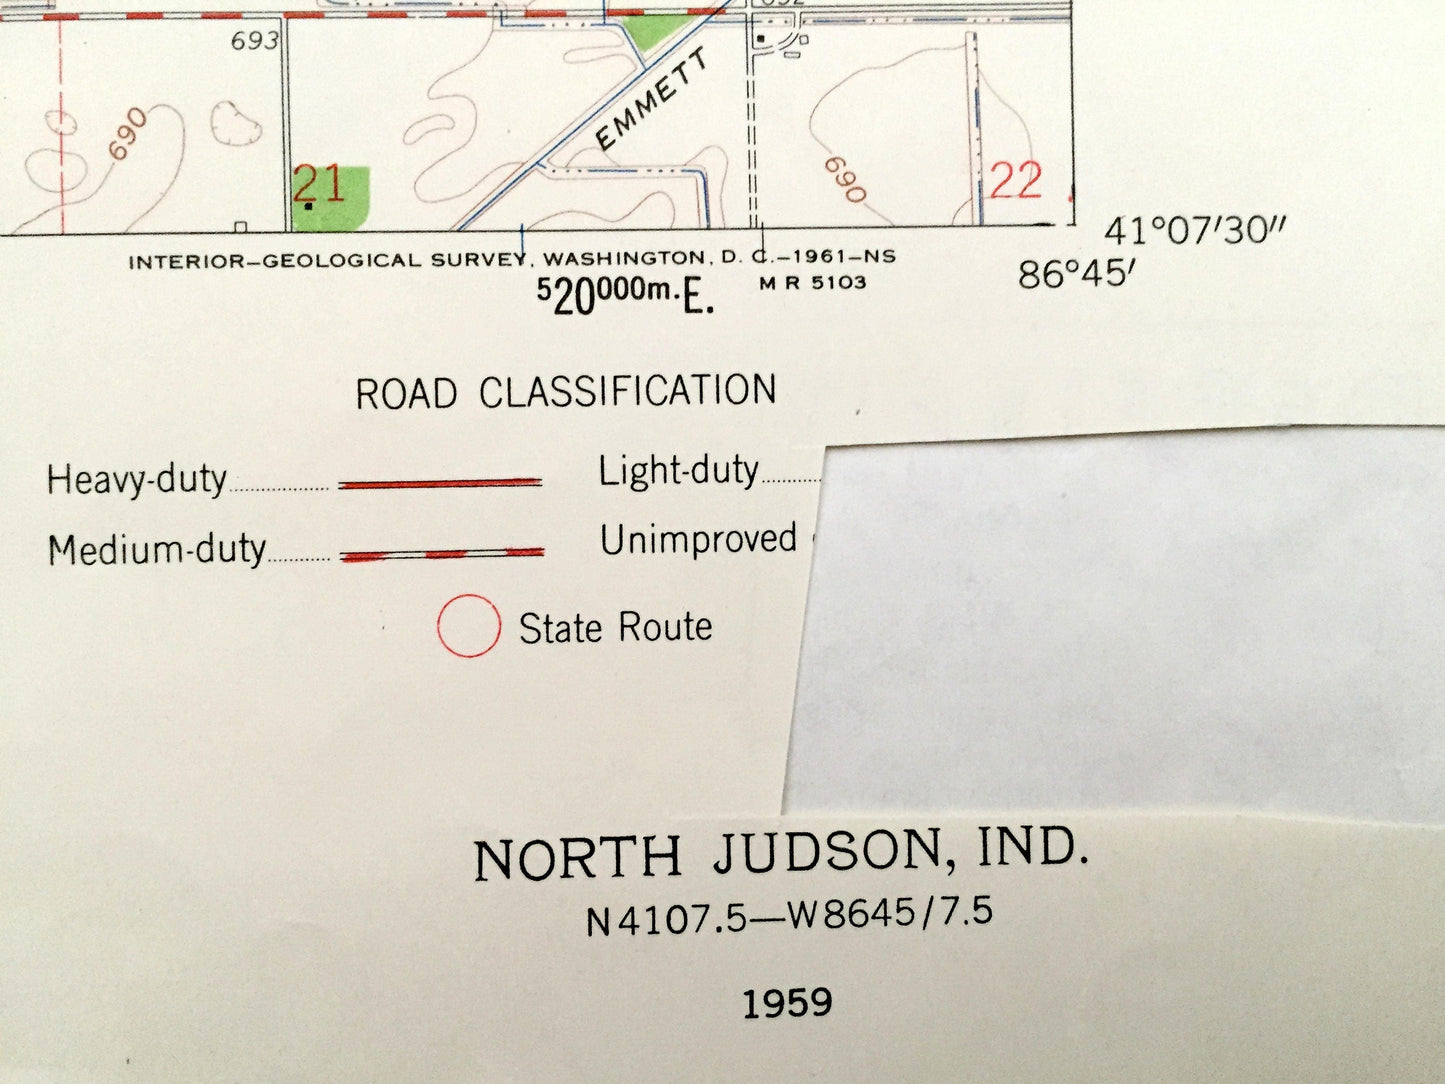 692
693
EMMETT
690
690
21
22
41°07′30″
INTERIOR—GEOLOGICAL SURVEY, WASHINGTON, D. C.—1961—NS
86°45′
520000m.E.
M R 5103
ROAD CLASSIFICATION
Heavy-duty
Light-duty
Medium-duty
Unimproved
State Route
NORTH JUDSON, IND.
N4107.5—W8645/7.5
1959